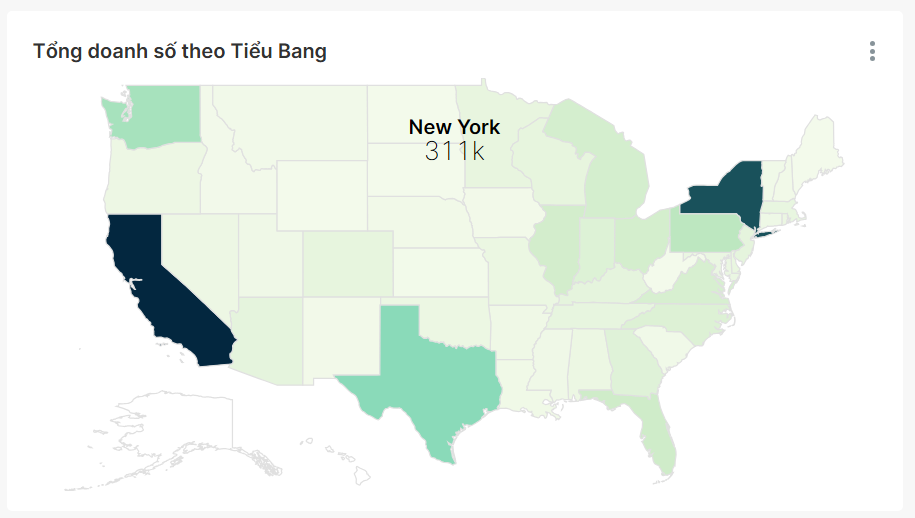 Tổng doanh số theo Tiểu Bang
New York
311k